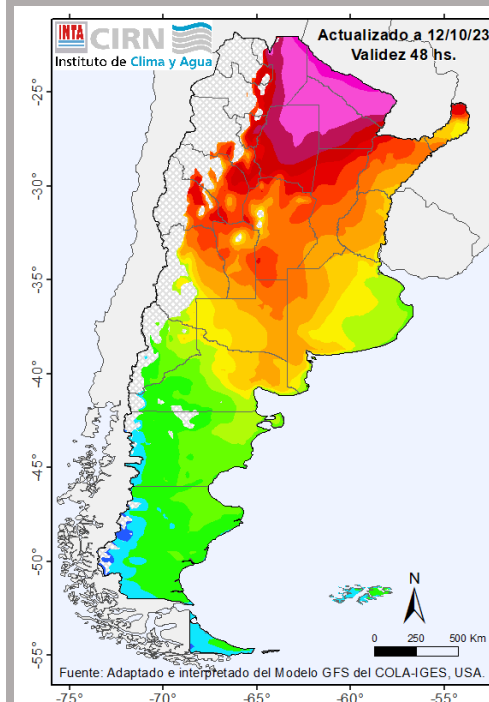 INTA CIRN
Instituto de Clima y Agua
Actualizado a 12/10/23
Validez 48 hs.
-25°
-30°
-35°
-40°
-45°
-50°
-55°
N
0 250 500 Km
Fuente: Adaptado e interpretado del Modelo GFS del COLA-IGES, USA.
-75° -70° -65° -60° -55°